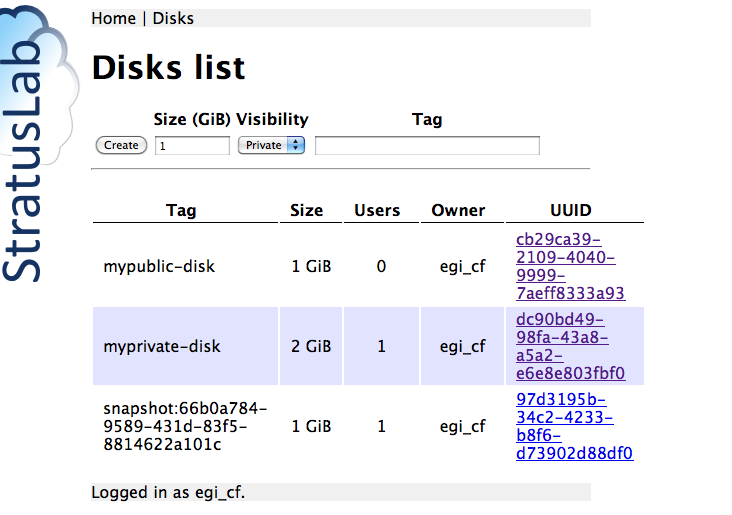 StratusLab
Home | Disks
Disks list
Size (GiB) Visibility Tag
Create 1 Private
Tag Size Users Owner UUID
mypublic-disk 1 GiB 0 egi_cf cb29ca39-
2109-4040-
9999-
7aeff8333a93
myprivate-disk 2 GiB 1 egi_cf dc90bd49-
98fa-43a8-
a5a2-
e6e8e803fbf0
snapshot:66b0a784-
9589-431d-83f5-
8814622a101c
1 GiB 1 egi_cf
97d3195b-
34c2-4233-
b8f6-
d73902d88df0
Logged in as egi_cf.